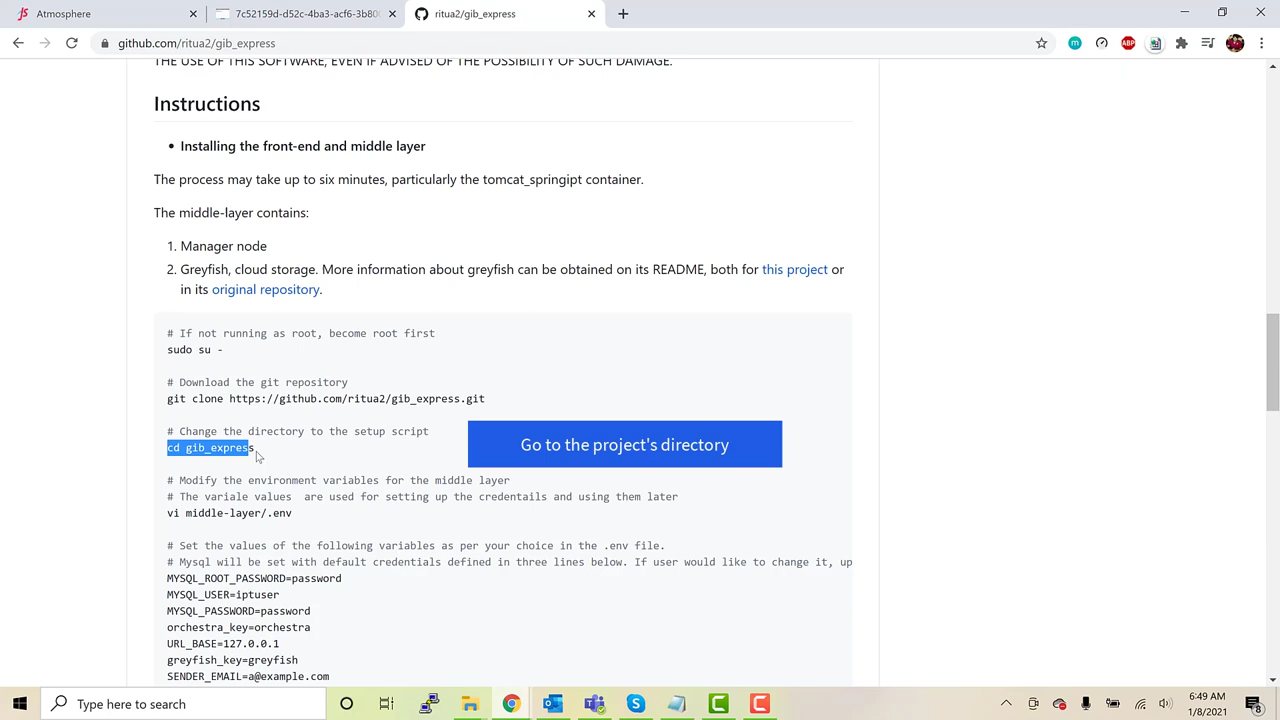 Atmosphere
7c52159d-d52c-4ba3-acf6-3b800
ritua2/gib_express
github.com/ritua2/gib_express
THE USE OF THIS SOFTWARE, EVEN IF ADVISED OF THE POSSIBILITY OF SUCH DAMAGE.
Instructions
• Installing the front-end and middle layer
The process may take up to six minutes, particularly the tomcat_springipt container.
The middle-layer contains:
1. Manager node
2. Greyfish, cloud storage. More information about greyfish can be obtained on its README, both for this project or
in its original repository.
# If not running as root, become root first
sudo su -
# Download the git repository
git clone https://github.com/ritua2/gib_express.git
# Change the directory to the setup script
cd gib_express
Go to the project's directory
# Modify the environment variables for the middle layer
# The variale values  are used for setting up the credentails and using them later
vi middle-layer/.env
# Set the values of the following variables as per your choice in the .env file.
# Mysql will be set with default credentials defined in three lines below. If user would like to change it, up
MYSQL_ROOT_PASSWORD=password
MYSQL_USER=iptuser
MYSQL_PASSWORD=password
orchestra_key=orchestra
URL_BASE=127.0.0.1
greyfish_key=greyfish
SENDER_EMAIL=a@example.com
Type here to search
6:49 AM
1/8/2021